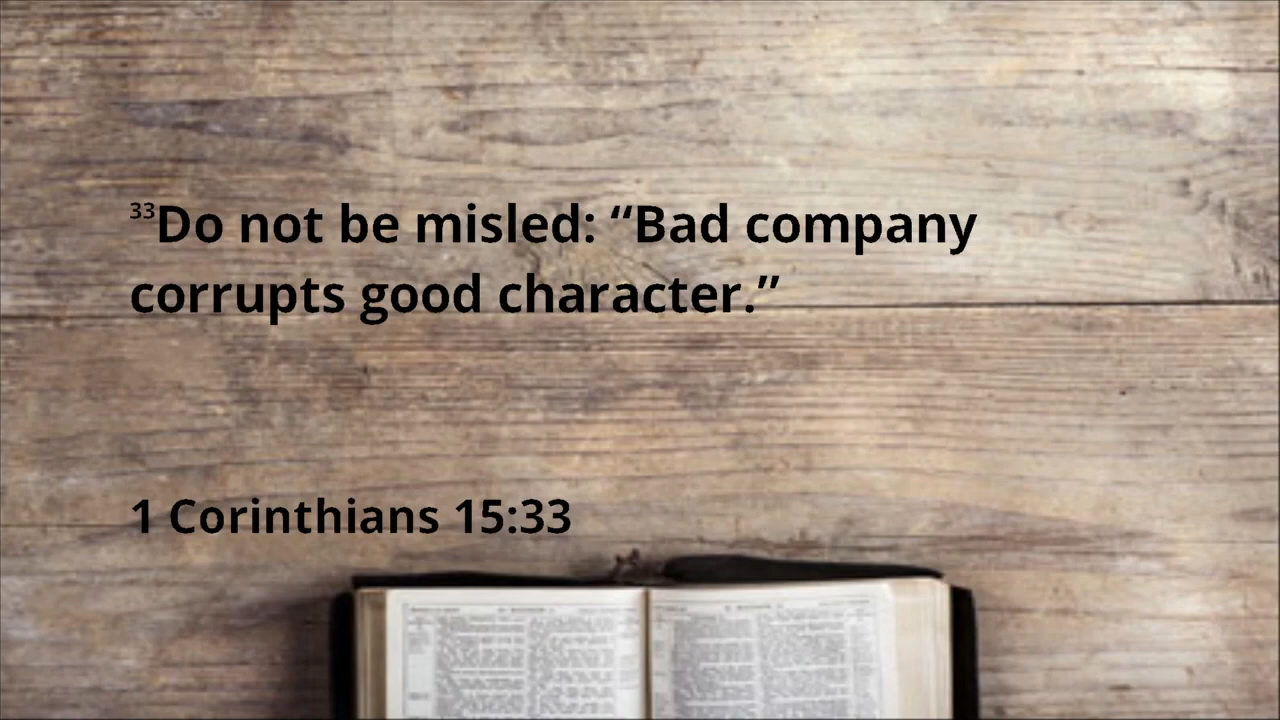 ³³Do not be misled: “Bad company
corrupts good character.”
1 Corinthians 15:33